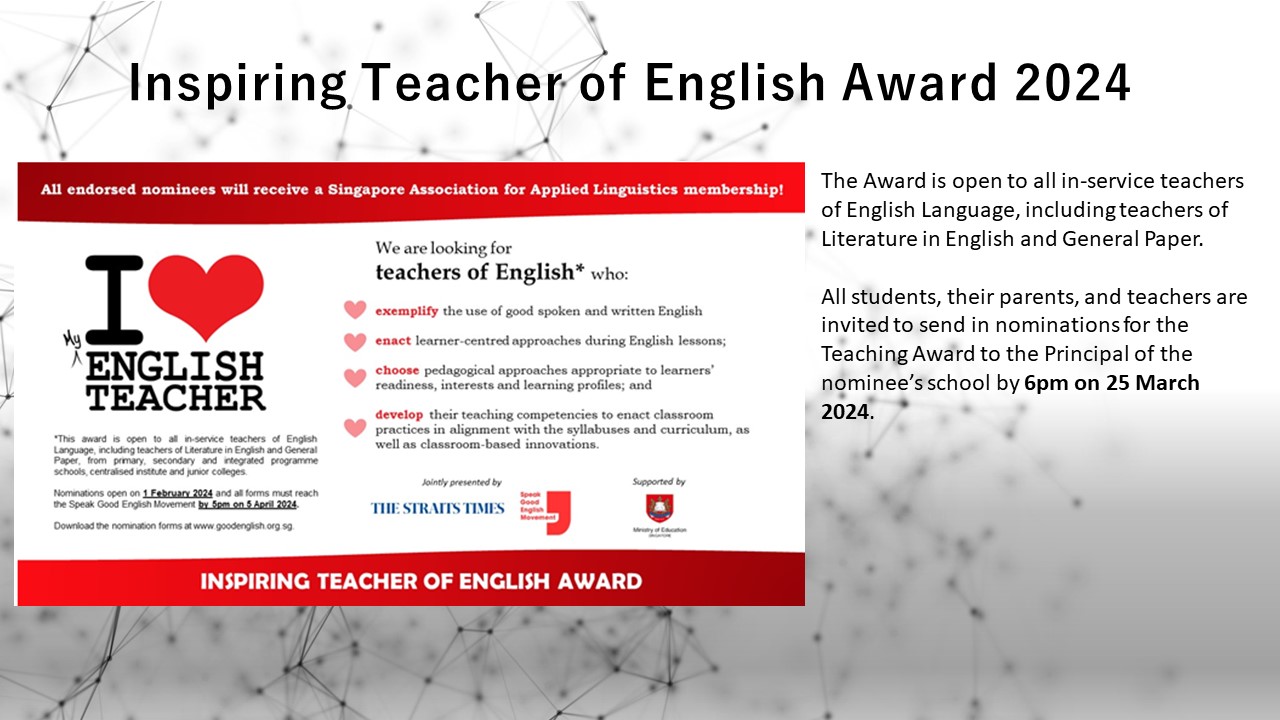 Inspiring Teacher of English Award 2024
All endorsed nominees will receive a Singapore Association for Applied Linguistics membership!
I
My
ENGLISH
TEACHER
*This award is open to all in-service teachers of English
Language, including teachers of Literature in English and General
Paper, from primary, secondary and integrated programme
schools, centralised institute and junior colleges.
Nominations open on 1 February 2024 and all forms must reach
the Speak Good English Movement by 5pm on 5 April 2024.
Download the nomination forms at www.goodenglish.org.sg.
We are looking for
teachers of English* who:
exemplify the use of good spoken and written English
enact learner-centred approaches during English lessons;
choose pedagogical approaches appropriate to learners'
readiness, interests and learning profiles; and
develop their teaching competencies to enact classroom
practices in alignment with the syllabuses and curriculum, as
well as classroom-based innovations.
Jointly presented by
THE STRAITS TIMES
Speak
Good
English
Movement
Supported by
Ministry of Education
SINGAPORE
INSPIRING TEACHER OF ENGLISH AWARD
The Award is open to all in-service teachers
of English Language, including teachers of
Literature in English and General Paper.
All students, their parents, and teachers are
invited to send in nominations for the
Teaching Award to the Principal of the
nominee's school by 6pm on 25 March
2024.